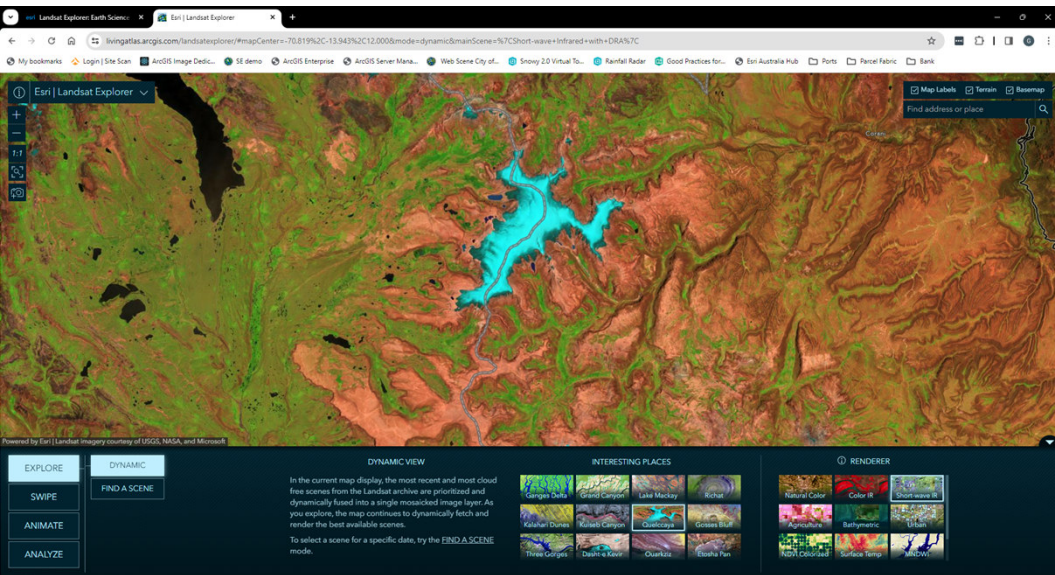 esri Landsat Explorer: Earth Science
Esri | Landsat Explorer
livingatlas.arcgis.com/landsatexplorer/#mapCenter=-70.819%2C-13.943%2C12.000&mode=dynamic&mainScene=%7CShort-wave+Infrared+with+DRA%7C
My bookmarks Login | Site Scan ArcGIS Image Dedic... SE demo ArcGIS Enterprise ArcGIS Server Mana... Web Scene City of... Snowy 2.0 Virtual To... Rainfall Radar Good Practices for... Esri Australia Hub Ports Parcel Fabric Bank
Esri | Landsat Explorer
Map Labels Terrain Basemap
Find address or place
1:1
Corani
Powered by Esri | Landsat imagery courtesy of USGS, NASA, and Microsoft
EXPLORE
SWIPE
ANIMATE
ANALYZE
DYNAMIC
FIND A SCENE
DYNAMIC VIEW
In the current map display, the most recent and most cloud
free scenes from the Landsat archive are prioritized and
dynamically fused into a single mosaicked image layer. As
you explore, the map continues to dynamically fetch and
render the best available scenes.
To select a scene for a specific date, try the FIND A SCENE
mode.
INTERESTING PLACES
Ganges Delta Grand Canyon Lake Mackay Richat
Kalahari Dunes Kuiseb Canyon Quelccaya Gosses Bluff
Three Gorges Dasht-e Kevir Ouarkziz Etosha Pan
RENDERER
Natural Color Color IR Short-wave IR
Agriculture Bathymetric Urban
NDVI Colorized Surface Temp MNDWI